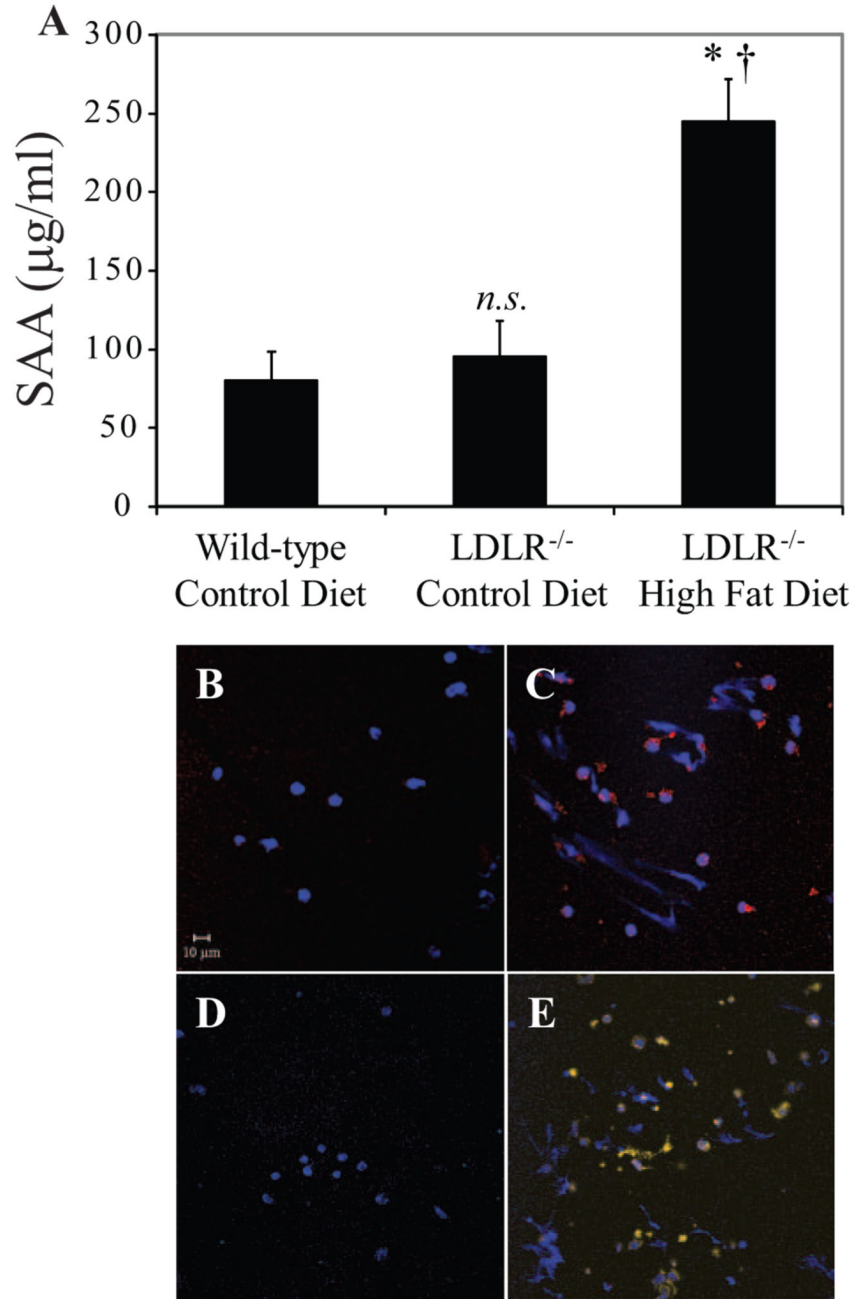 A
300
250
200
150
100
50
0
SAA (µg/ml)
* †
n.s.
Wild-type
Control Diet
LDLR-/-
Control Diet
LDLR-/-
High Fat Diet
B
C
10 µm
D
E